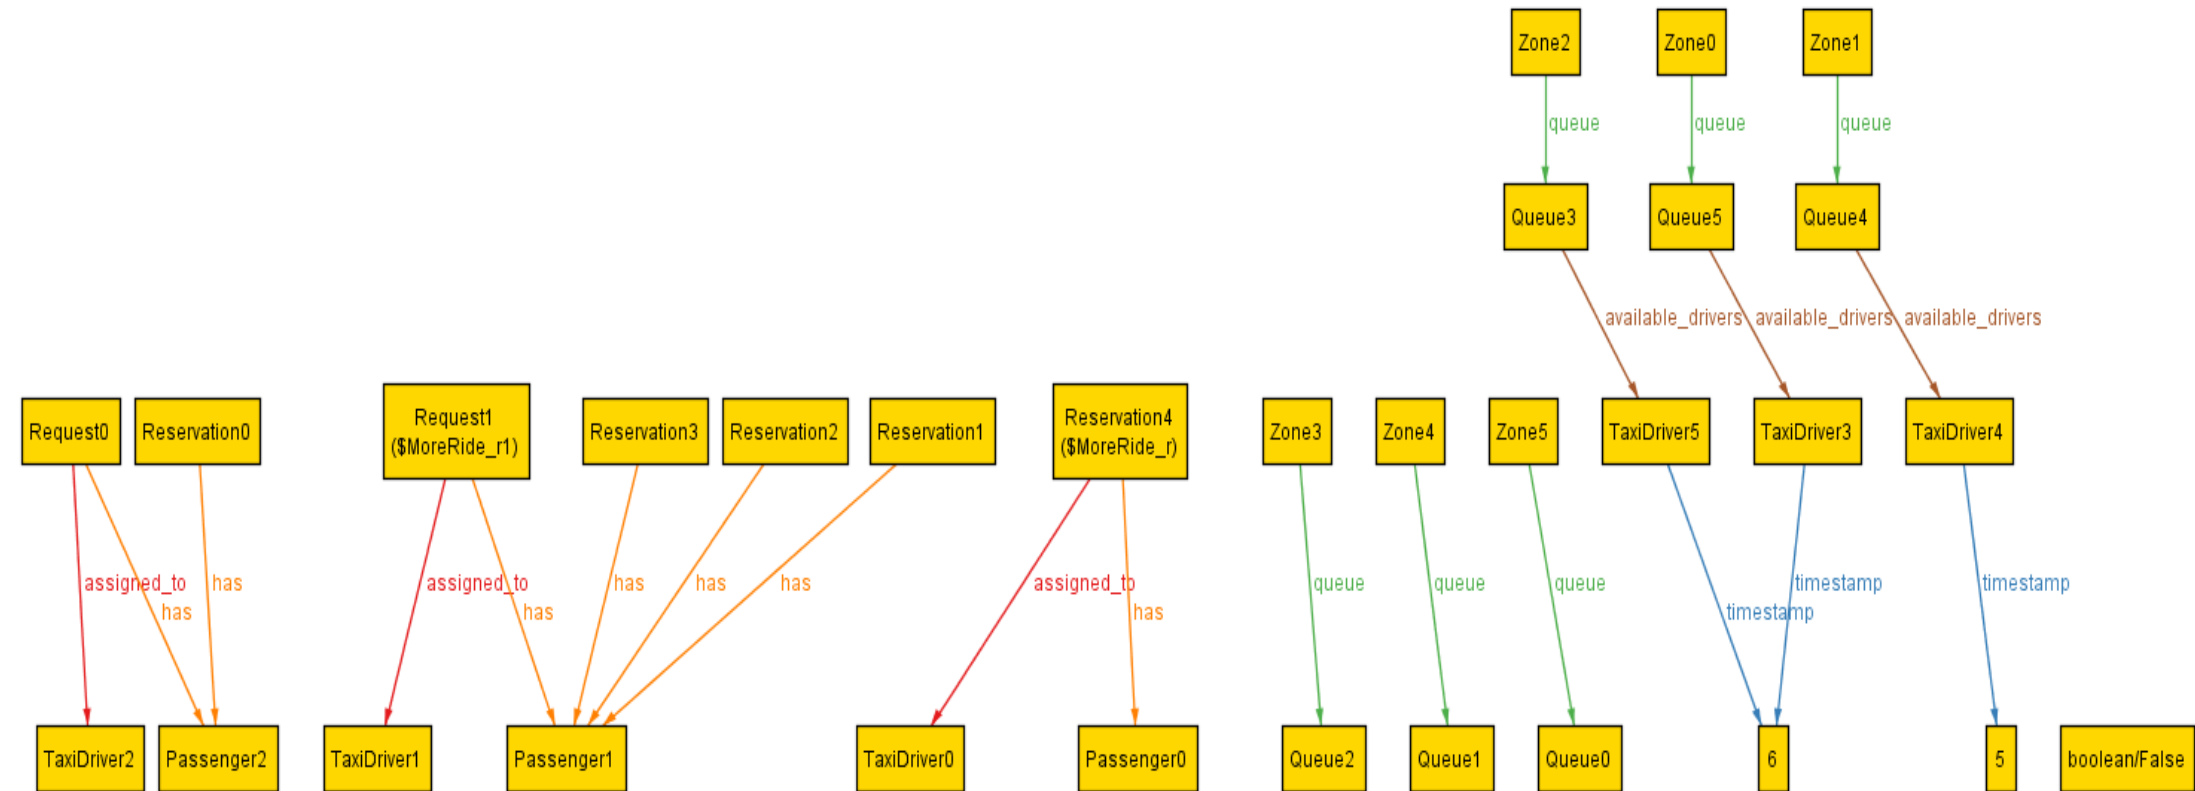 Zone2
Zone0
Zone1
queue
queue
queue
Queue3
Queue5
Queue4
available_drivers
available_drivers
available_drivers
Request0
Reservation0
Request1
($MoreRide_r1)
Reservation3
Reservation2
Reservation1
Reservation4
($MoreRide_r)
Zone3
Zone4
Zone5
TaxiDriver5
TaxiDriver3
TaxiDriver4
assigned_to
has
has
assigned_to
has
has
has
has
assigned_to
has
queue
queue
queue
timestamp
timestamp
timestamp
TaxiDriver2
Passenger2
TaxiDriver1
Passenger1
TaxiDriver0
Passenger0
Queue2
Queue1
Queue0
6
5
boolean/False